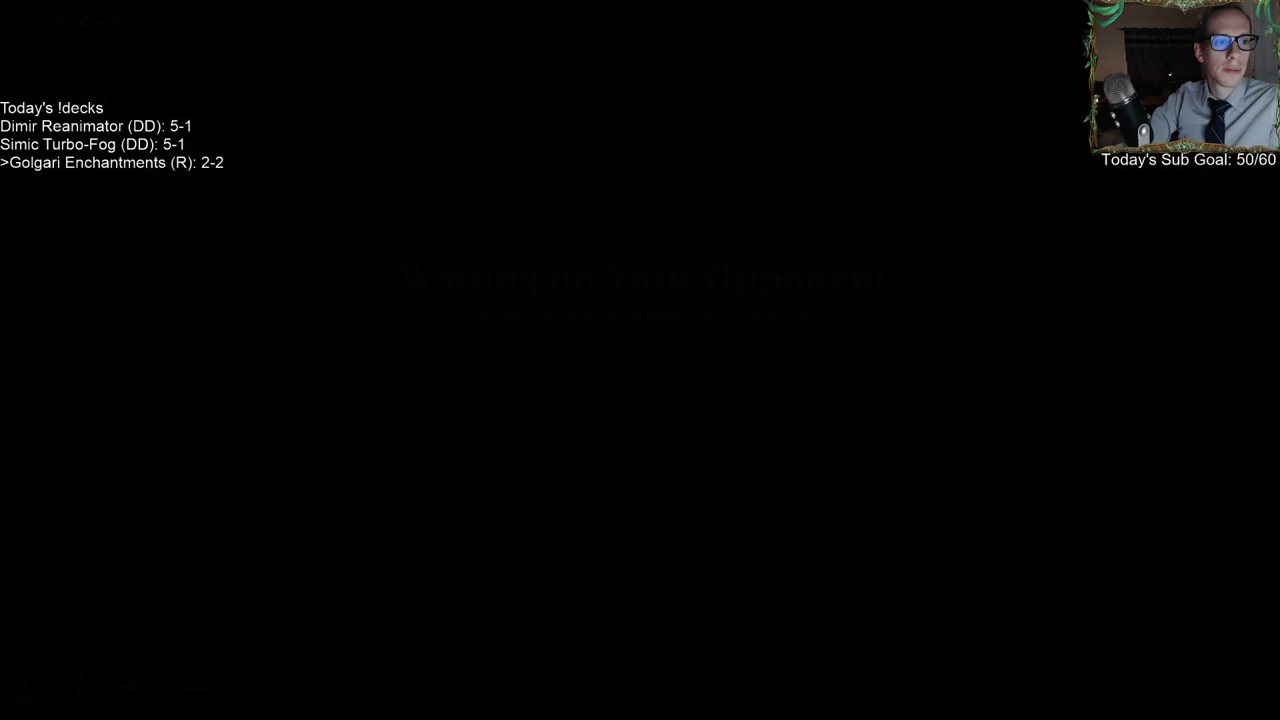 Today's !decks
Dimir Reanimator (DD): 5-1
Simic Turbo-Fog (DD): 5-1
>Golgari Enchantments (R): 2-2
Today's Sub Goal: 50/60
Waiting on Your Opponent